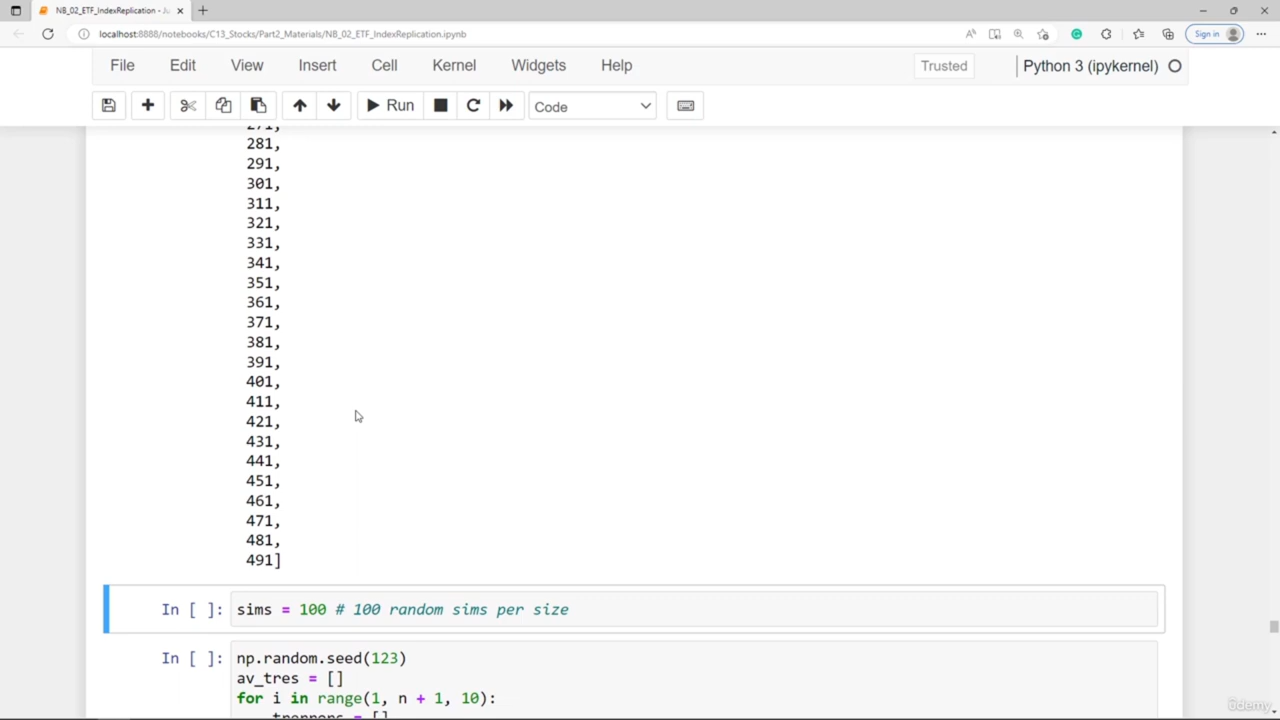 NB_02_ETF_IndexReplication - Ju
localhost:8888/notebooks/C13_Stocks/Part2_Materials/NB_02_ETF_IndexReplication.ipynb
Sign in
File Edit View Insert Cell Kernel Widgets Help Trusted Python 3 (ipykernel)
Run Code
271,
281,
291,
301,
311,
321,
331,
341,
351,
361,
371,
381,
391,
401,
411,
421,
431,
441,
451,
461,
471,
481,
491]
In [ ]: sims = 100 # 100 random sims per size
In [ ]: np.random.seed(123)
av_tres = []
for i in range(1, n + 1, 10):
ûdemy